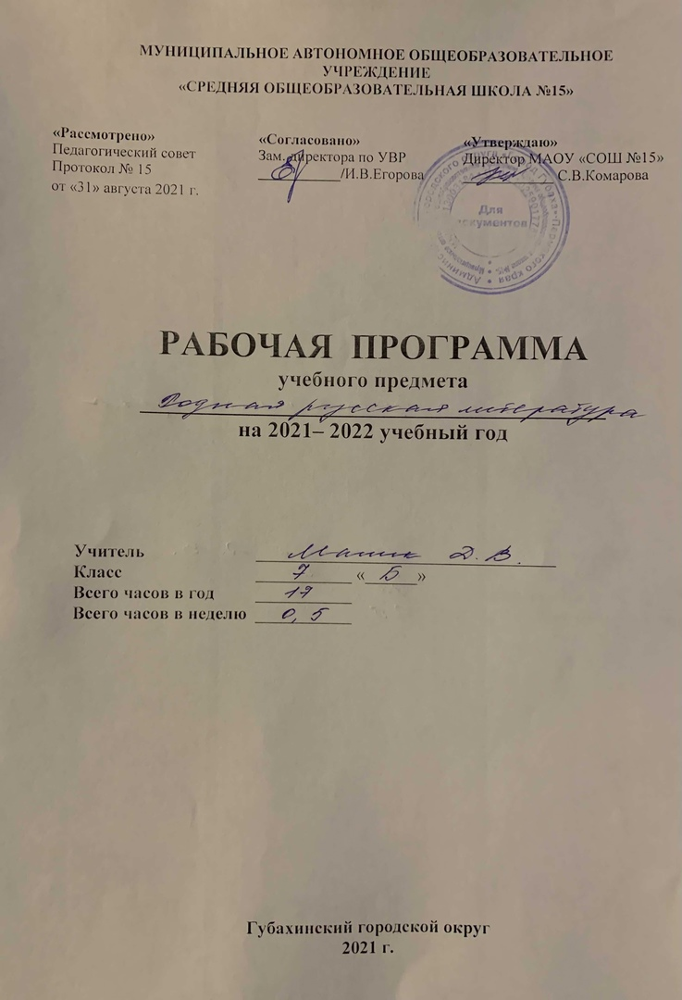 МУНИЦИПАЛЬНОЕ АВТОНОМНОЕ ОБЩЕОБРАЗОВАТЕЛЬНОЕ
УЧРЕЖДЕНИЕ
«СРЕДНЯЯ ОБЩЕОБРАЗОВАТЕЛЬНАЯ ШКОЛА №15»
«Рассмотрено»
Педагогический совет
Протокол № 15
от «31» августа 2021 г.
«Согласовано»
Зам. директора по УВР
/И.В.Егорова
«Утверждаю»
Директор МАОУ «СОШ №15»
С.В.Комарова
Для
документов
РАБОЧАЯ ПРОГРАММА
учебного предмета
Родная русская литература
на 2021– 2022 учебный год
Учитель Д. В.
Класс 7 «Б»
Всего часов в год 17
Всего часов в неделю 0,5
Губахинский городской округ
2021 г.